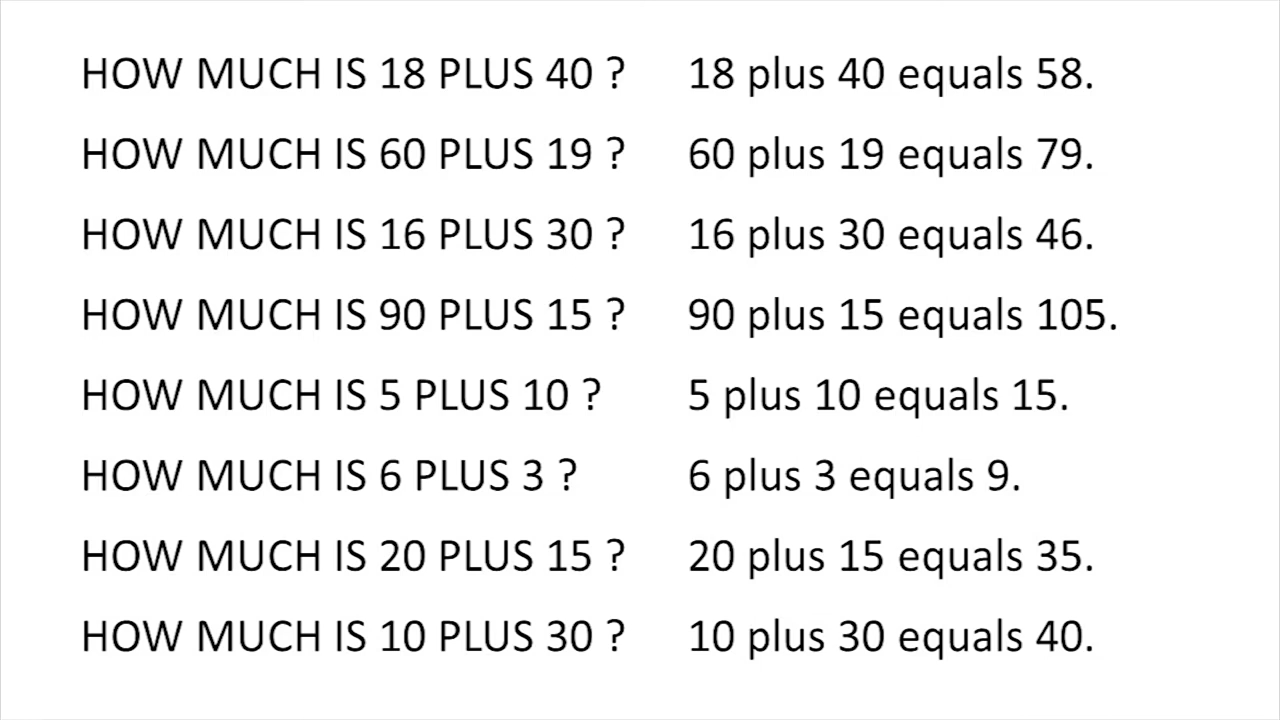 HOW MUCH IS 18 PLUS 40 ? 18 plus 40 equals 58.
HOW MUCH IS 60 PLUS 19 ? 60 plus 19 equals 79.
HOW MUCH IS 16 PLUS 30 ? 16 plus 30 equals 46.
HOW MUCH IS 90 PLUS 15 ? 90 plus 15 equals 105.
HOW MUCH IS 5 PLUS 10 ? 5 plus 10 equals 15.
HOW MUCH IS 6 PLUS 3 ? 6 plus 3 equals 9.
HOW MUCH IS 20 PLUS 15 ? 20 plus 15 equals 35.
HOW MUCH IS 10 PLUS 30 ? 10 plus 30 equals 40.